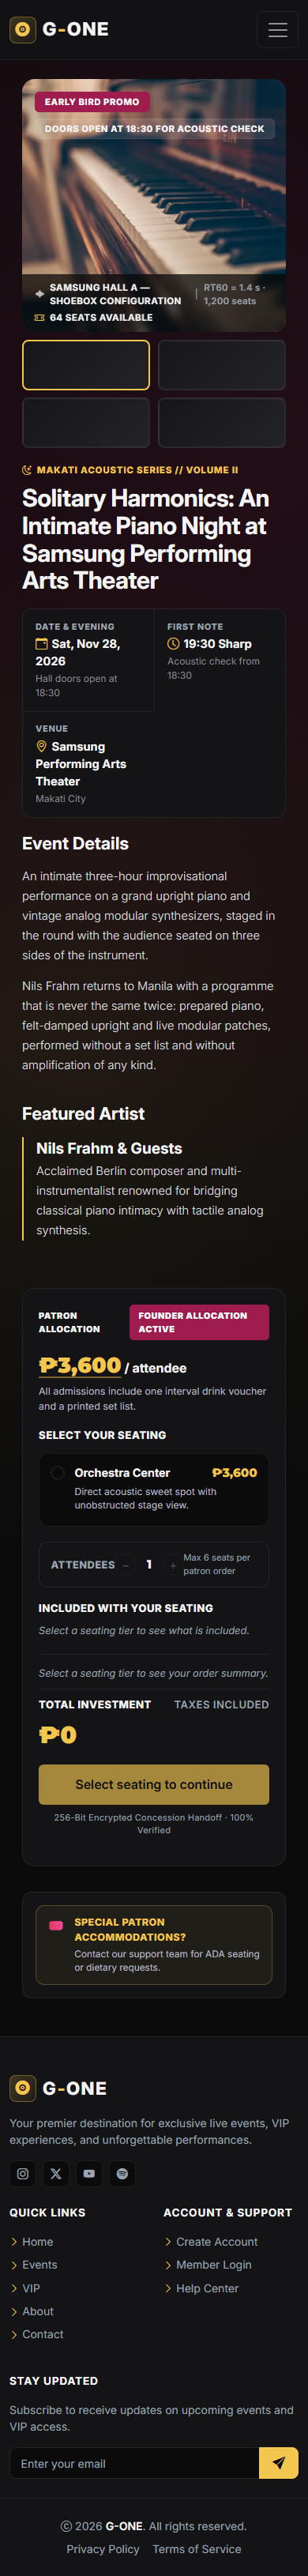 G-ONE
EARLY BIRD PROMO
DOORS OPEN AT 18:30 FOR ACOUSTIC CHECK
SAMSUNG HALL A —
SHOEBOX CONFIGURATION
RT60 = 1.4 s ·
1,200 seats
64 SEATS AVAILABLE
MAKATI ACOUSTIC SERIES // VOLUME II
Solitary Harmonics: An
Intimate Piano Night at
Samsung Performing
Arts Theater
DATE & EVENING
Sat, Nov 28,
2026
Hall doors open at
18:30
FIRST NOTE
19:30 Sharp
Acoustic check from
18:30
VENUE
Samsung
Performing Arts
Theater
Makati City
Event Details
An intimate three-hour improvisational
performance on a grand upright piano and
vintage analog modular synthesizers, staged in
the round with the audience seated on three
sides of the instrument.
Nils Frahm returns to Manila with a programme
that is never the same twice: prepared piano,
felt-damped upright and live modular patches,
performed without a set list and without
amplification of any kind.
Featured Artist
Nils Frahm & Guests
Acclaimed Berlin composer and multi-
instrumentalist renowned for bridging
classical piano intimacy with tactile analog
synthesis.
PATRON
ALLOCATION
FOUNDER ALLOCATION
ACTIVE
₱3,600 / attendee
All admissions include one interval drink voucher
and a printed set list.
SELECT YOUR SEATING
Orchestra Center ₱3,600
Direct acoustic sweet spot with
unobstructed stage view.
ATTENDEES − 1 +
Max 6 seats per
patron order
INCLUDED WITH YOUR SEATING
Select a seating tier to see what is included.
Select a seating tier to see your order summary.
TOTAL INVESTMENT TAXES INCLUDED
₱0
Select seating to continue
256-Bit Encrypted Concession Handoff · 100%
Verified
SPECIAL PATRON
ACCOMMODATIONS?
Contact our support team for ADA seating
or dietary requests.
G-ONE
Your premier destination for exclusive live events, VIP
experiences, and unforgettable performances.
QUICK LINKS
Home
Events
VIP
About
Contact
ACCOUNT & SUPPORT
Create Account
Member Login
Help Center
STAY UPDATED
Subscribe to receive updates on upcoming events and
VIP access.
Enter your email
© 2026 G-ONE. All rights reserved.
Privacy Policy Terms of Service